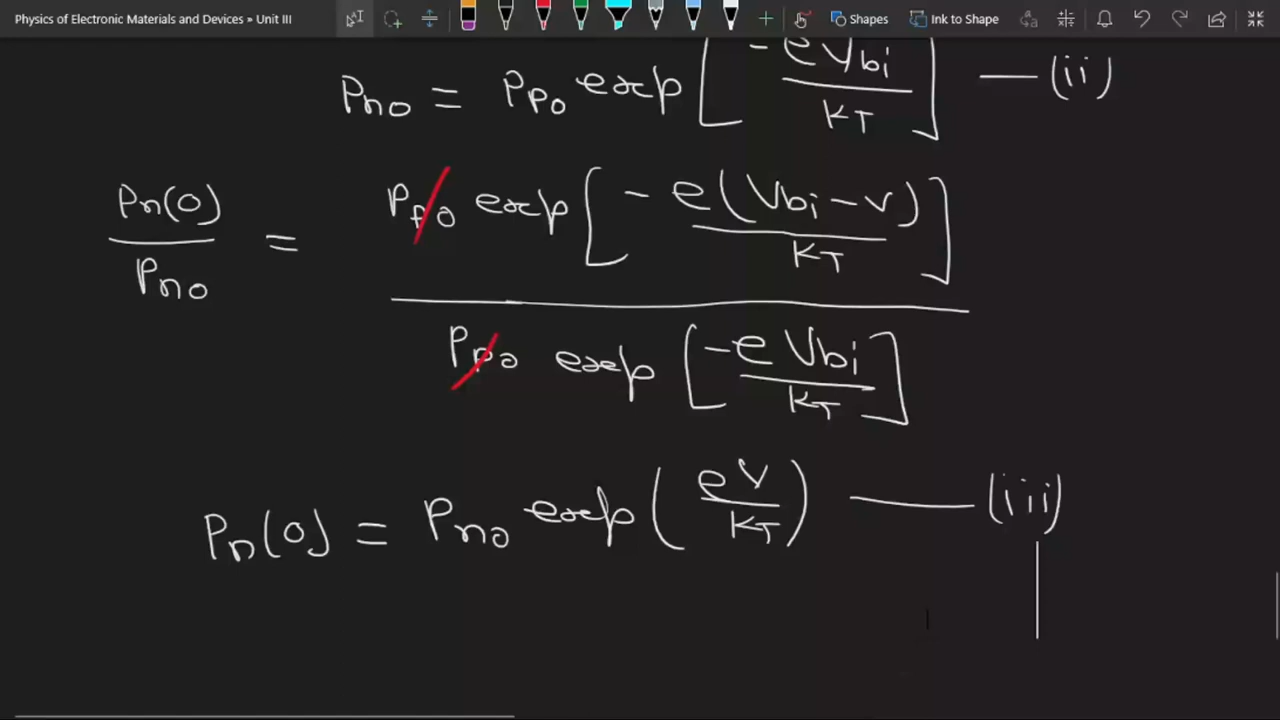 Physics of Electronic Materials and Devices » Unit III
Shapes
Ink to Shape
Pno = Ppo exp [ -eVbi / KT ] — (ii)
Pn(0) / Pno = Ppo exp [ - e(Vbi - V) / KT ] / Ppo exp [ -eVbi / KT ]
Pn(0) = Pno exp ( eV / KT ) — (iii)